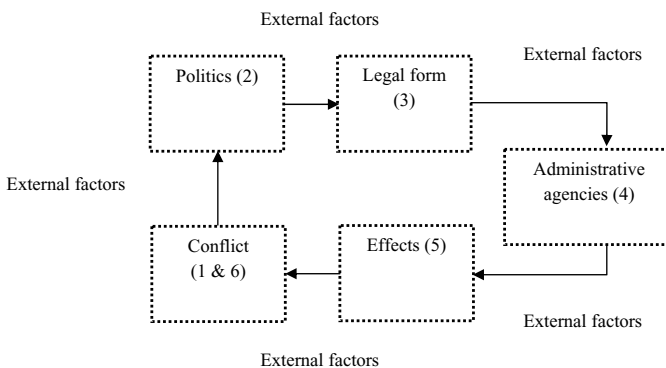 External factors
External factors
Politics (2)
Legal form
(3)
Administrative
agencies (4)
External factors
Conflict
(1 & 6)
Effects (5)
External factors
External factors